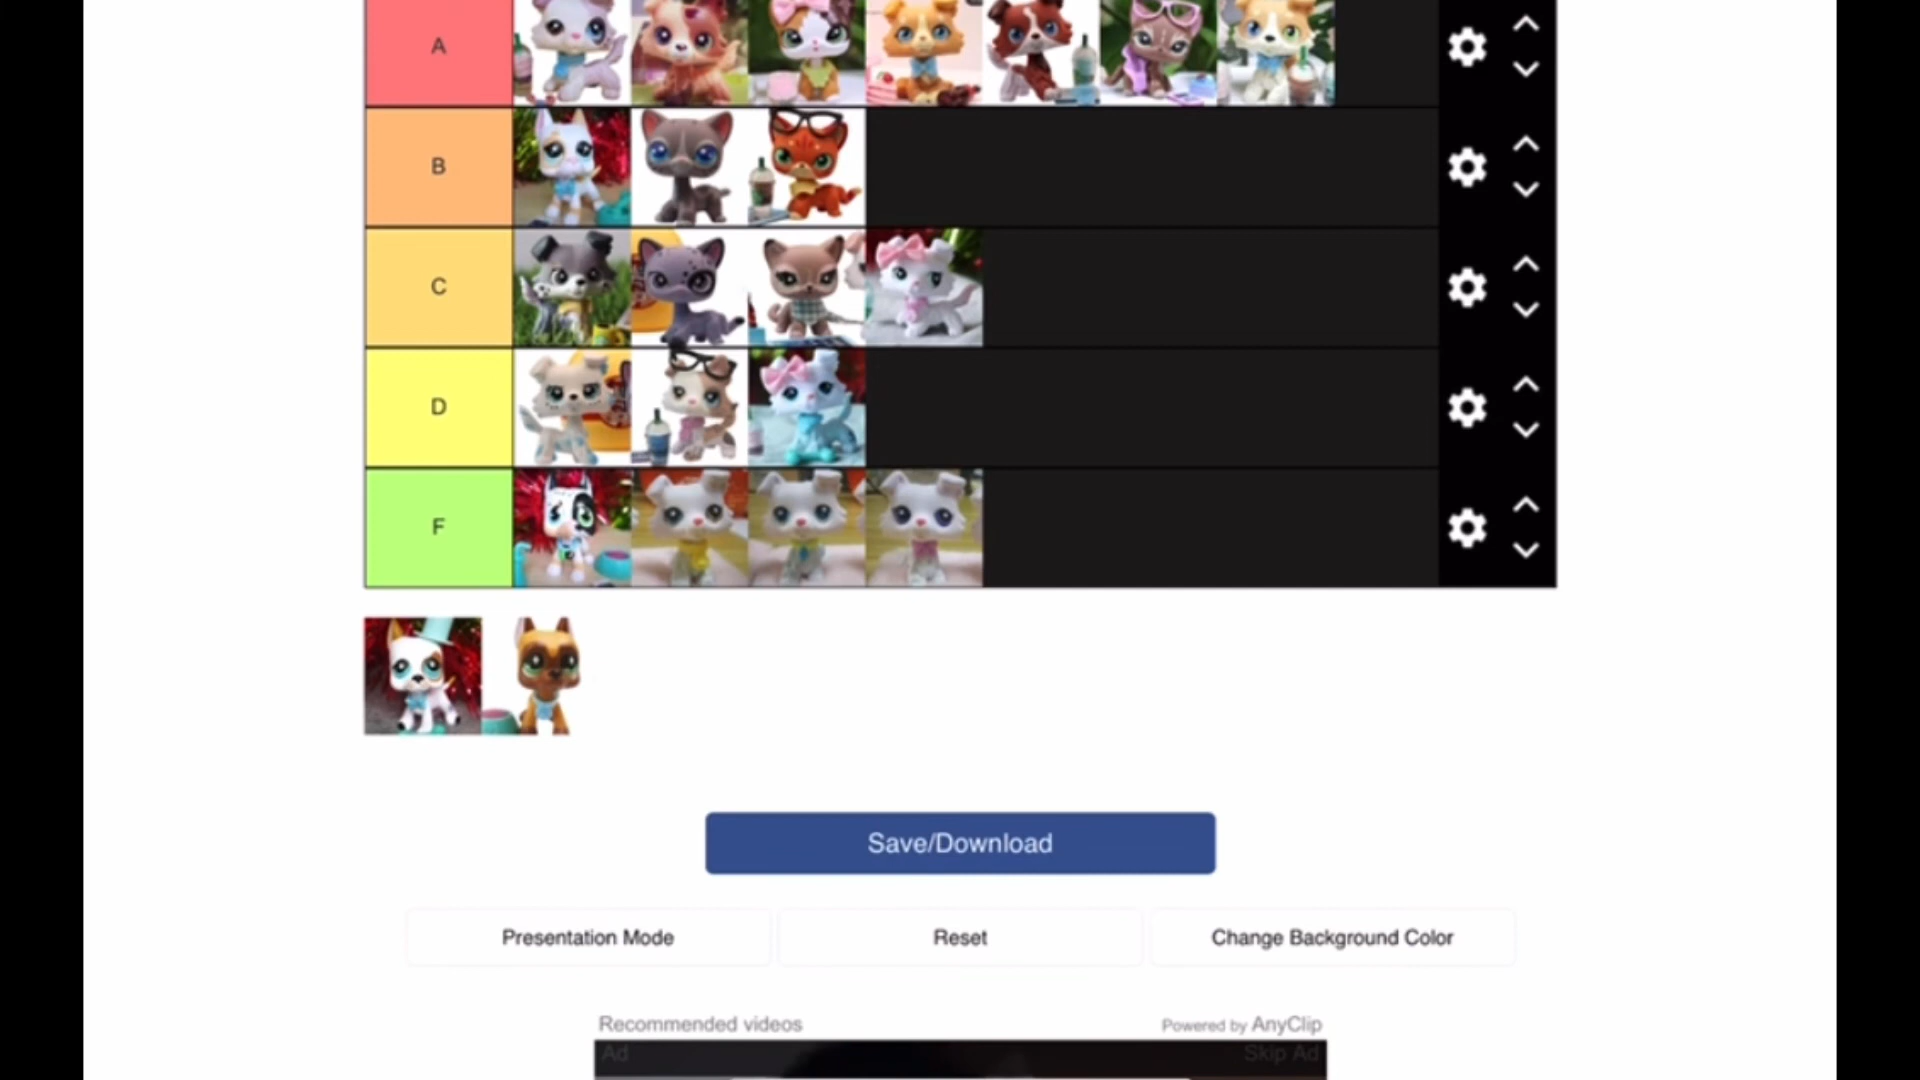 A
B
C
D
F
Save/Download
Presentation Mode
Reset
Change Background Color
Recommended videos
Powered by AnyClip
Ad
Skip Ad